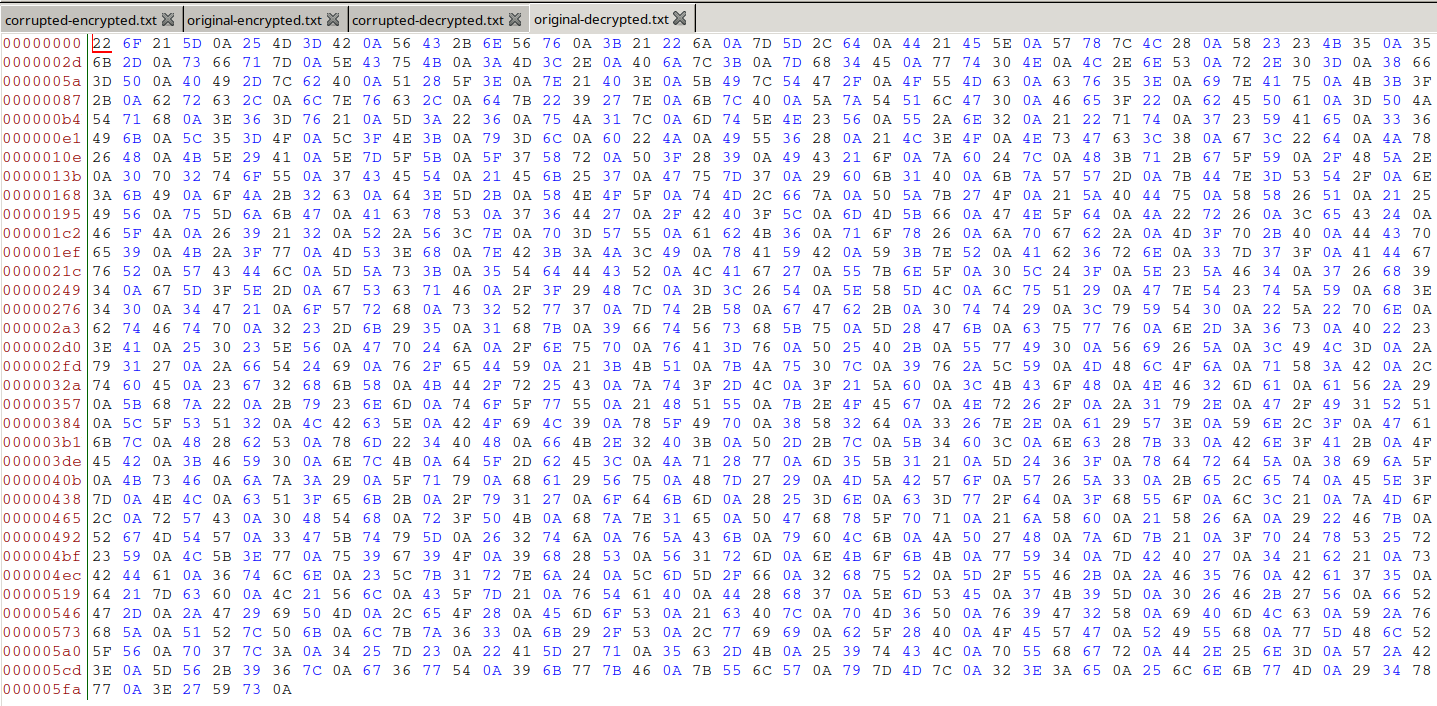 corrupted-encrypted.txt original-encrypted.txt corrupted-decrypted.txt original-decrypted.txt
00000000 22 6F 21 5D 0A 25 4D 3D 42 0A 56 43 2B 6E 56 76 0A 3B 21 22 6A 0A 7D 5D 2C 64 0A 44 21 45 5E 0A 57 78 7C 4C 28 0A 58 23 23 4B 35 0A 35
0000002d 6B 2D 0A 73 66 71 7D 0A 5E 43 75 4B 0A 3A 4D 3C 2E 0A 40 6A 7C 3B 0A 7D 68 34 45 0A 77 74 30 4E 0A 4C 2E 6E 53 0A 72 2E 30 3D 0A 38 66
0000005a 3D 50 0A 40 49 2D 7C 62 40 0A 51 28 5F 3E 0A 7E 21 40 3E 0A 5B 49 7C 54 47 2F 0A 4F 55 4D 63 0A 63 76 35 3E 0A 69 7E 41 75 0A 4B 3B 3F
00000087 2B 0A 62 72 63 2C 0A 6C 7E 76 63 2C 0A 64 7B 22 39 27 7E 0A 6B 7C 40 0A 5A 7A 54 51 6C 47 30 0A 46 65 3F 22 0A 62 45 50 61 0A 3D 50 4A
000000b4 54 71 68 0A 3E 36 3D 76 21 0A 5D 3A 22 36 0A 75 4A 31 7C 0A 6D 74 5E 4E 23 56 0A 55 2A 6E 32 0A 21 22 71 74 0A 37 23 59 41 65 0A 33 36
000000e1 49 6B 0A 5C 35 3D 4F 0A 5C 3F 4E 3B 0A 79 3D 6C 0A 60 22 4A 0A 49 55 36 28 0A 21 4C 3E 4F 0A 4E 73 47 63 3C 38 0A 67 3C 22 64 0A 4A 78
0000010e 26 48 0A 4B 5E 29 41 0A 5E 7D 5F 5B 0A 5F 37 58 72 0A 50 3F 28 39 0A 49 43 21 6F 0A 7A 60 24 7C 0A 48 3B 71 2B 67 5F 59 0A 2F 48 5A 2E
0000013b 0A 30 70 32 74 6F 55 0A 37 43 45 54 0A 21 45 6B 25 37 0A 47 75 7D 37 0A 29 60 6B 31 40 0A 6B 7A 57 57 2D 0A 7B 44 7E 3D 53 54 2F 0A 6E
00000168 3A 6B 49 0A 6F 4A 2B 32 63 0A 64 3E 5D 2B 0A 58 4E 4F 5F 0A 74 4D 2C 66 7A 0A 50 5A 7B 27 4F 0A 21 5A 40 44 75 0A 58 58 26 51 0A 21 25
00000195 49 56 0A 75 5D 6A 6B 47 0A 41 63 78 53 0A 37 36 44 27 0A 2F 42 40 3F 5C 0A 6D 4D 5B 66 0A 47 4E 5F 64 0A 4A 22 72 26 0A 3C 65 43 24 0A
000001c2 46 5F 4A 0A 26 39 21 32 0A 52 2A 56 3C 7E 0A 70 3D 57 55 0A 61 62 4B 36 0A 71 6F 78 26 0A 6A 70 67 62 2A 0A 4D 3F 70 2B 40 0A 44 43 70
000001ef 65 39 0A 4B 2A 3F 77 0A 4D 53 3E 68 0A 7E 42 3B 3A 4A 3C 49 0A 78 41 59 42 0A 59 3B 7E 52 0A 41 62 36 72 6E 0A 33 7D 37 3F 0A 41 44 67
0000021c 76 52 0A 57 43 44 6C 0A 5D 5A 73 3B 0A 35 54 64 44 43 52 0A 4C 41 67 27 0A 55 7B 6E 5F 0A 30 5C 24 3F 0A 5E 23 5A 46 34 0A 37 26 68 39
00000249 34 0A 67 5D 3F 5E 2D 0A 67 53 63 71 46 0A 2F 3F 29 48 7C 0A 3D 3C 26 54 0A 5E 58 5D 4C 0A 6C 75 51 29 0A 47 7E 54 23 74 5A 59 0A 68 3E
00000276 34 30 0A 34 47 21 0A 6F 57 72 68 0A 73 32 52 77 37 0A 7D 74 2B 58 0A 67 47 62 2B 0A 30 74 74 29 0A 3C 79 59 54 30 0A 22 5A 22 70 6E 0A
000002a3 62 74 46 74 70 0A 32 23 2D 6B 29 35 0A 31 68 7B 0A 39 66 74 56 73 68 5B 75 0A 5D 28 47 6B 0A 63 75 77 76 0A 6E 2D 3A 36 73 0A 40 22 23
000002d0 3E 41 0A 25 30 23 5E 56 0A 47 70 24 6A 0A 2F 6E 75 70 0A 76 41 3D 76 0A 50 25 40 2B 0A 55 77 49 30 0A 56 69 26 5A 0A 3C 49 4C 3D 0A 2A
000002fd 79 31 27 0A 2A 66 54 24 69 0A 76 2F 65 44 59 0A 21 3B 4B 51 0A 7B 4A 75 30 7C 0A 39 76 2A 5C 59 0A 4D 48 6C 4F 6A 0A 71 58 3A 42 0A 2C
0000032a 74 60 45 0A 23 67 32 68 6B 58 0A 4B 44 2F 72 25 43 0A 7A 74 3F 2D 4C 0A 3F 21 5A 60 0A 3C 4B 43 6F 48 0A 4E 46 32 6D 61 0A 61 56 2A 29
00000357 0A 5B 68 7A 22 0A 2B 79 23 6E 6D 0A 74 6F 5F 77 55 0A 21 48 51 55 0A 7B 2E 4F 45 67 0A 4E 72 26 2F 0A 2A 31 79 2E 0A 47 2F 49 31 52 51
00000384 0A 5C 5F 53 51 32 0A 4C 42 63 5E 0A 42 4F 69 4C 39 0A 78 5F 49 70 0A 38 58 32 64 0A 33 26 7E 2E 0A 61 29 57 3E 0A 59 6E 2C 3F 0A 47 61
000003b1 6B 7C 0A 48 28 62 53 0A 78 6D 22 34 40 48 0A 66 4B 2E 32 40 3B 0A 50 2D 2B 7C 0A 5B 34 60 3C 0A 6E 63 28 7B 33 0A 42 6E 3F 41 2B 0A 4F
000003de 45 42 0A 3B 46 59 30 0A 6E 7C 4B 0A 64 5F 2D 62 45 3C 0A 4A 71 28 77 0A 6D 35 5B 31 21 0A 5D 24 36 3F 0A 78 64 72 64 5A 0A 38 69 6A 5F
0000040b 0A 4B 73 46 0A 6A 7A 3A 29 0A 5F 71 79 0A 68 61 29 56 75 0A 48 7D 27 29 0A 4D 5A 42 57 6F 0A 57 26 5A 33 0A 2B 65 2C 65 74 0A 45 5E 3F
00000438 7D 0A 4E 4C 0A 63 51 3F 65 6B 2B 0A 2F 79 31 27 0A 6F 64 6B 6D 0A 28 25 3D 6E 0A 63 3D 77 2F 64 0A 3F 68 55 6F 0A 6C 3C 21 0A 7A 4D 6F
00000465 2C 0A 72 57 43 0A 30 48 54 68 0A 72 3F 50 4B 0A 68 7A 7E 31 65 0A 50 47 68 78 5F 70 71 0A 21 6A 58 60 0A 21 58 26 6A 0A 29 22 46 7B 0A
00000492 52 67 4D 54 57 0A 33 47 5B 74 79 5D 0A 26 32 74 6A 0A 76 5A 43 6B 0A 79 60 4C 6B 0A 4A 50 27 48 0A 7A 6D 7B 21 0A 3F 70 24 78 53 25 72
000004bf 23 59 0A 4C 5B 3E 77 0A 75 39 67 39 4F 0A 39 68 28 53 0A 56 31 72 6D 0A 6E 4B 6F 6B 4B 0A 77 59 34 0A 7D 42 40 27 0A 34 21 62 21 0A 73
000004ec 42 44 61 0A 36 74 6C 6E 0A 23 5C 7B 31 72 7E 6A 24 0A 5C 6D 5D 2F 66 0A 32 68 75 52 0A 5D 2F 55 46 2B 0A 2A 46 35 76 0A 42 61 37 35 0A
00000519 64 21 7D 63 60 0A 4C 21 56 6C 0A 43 5F 7D 21 0A 76 54 61 40 0A 44 28 68 37 0A 5E 6D 53 45 0A 37 4B 39 5D 0A 30 26 46 2B 27 56 0A 66 52
00000546 47 2D 0A 2A 47 29 69 50 4D 0A 2C 65 4F 28 0A 45 6D 6F 53 0A 21 63 40 7C 0A 70 4D 36 50 0A 76 39 47 32 58 0A 69 40 6D 4C 63 0A 59 2A 76
00000573 68 5A 0A 51 52 7C 50 6B 0A 6C 7B 7A 36 33 0A 6B 29 2F 53 0A 2C 77 69 69 0A 62 5F 28 40 0A 4F 45 57 47 0A 52 49 55 68 0A 77 5D 48 6C 52
000005a0 5F 56 0A 70 37 7C 3A 0A 34 25 7D 23 0A 22 41 5D 27 71 0A 35 63 2D 4B 0A 25 39 74 43 4C 0A 70 55 68 67 72 0A 44 2E 25 6E 3D 0A 57 2A 42
000005cd 3E 0A 5D 56 2B 39 36 7C 0A 67 36 77 54 0A 39 6B 77 7B 46 0A 7B 55 6C 57 0A 79 7D 4D 7C 0A 32 3E 3A 65 0A 25 6C 6E 6B 77 4D 0A 29 34 78
000005fa 77 0A 3E 27 59 73 0A